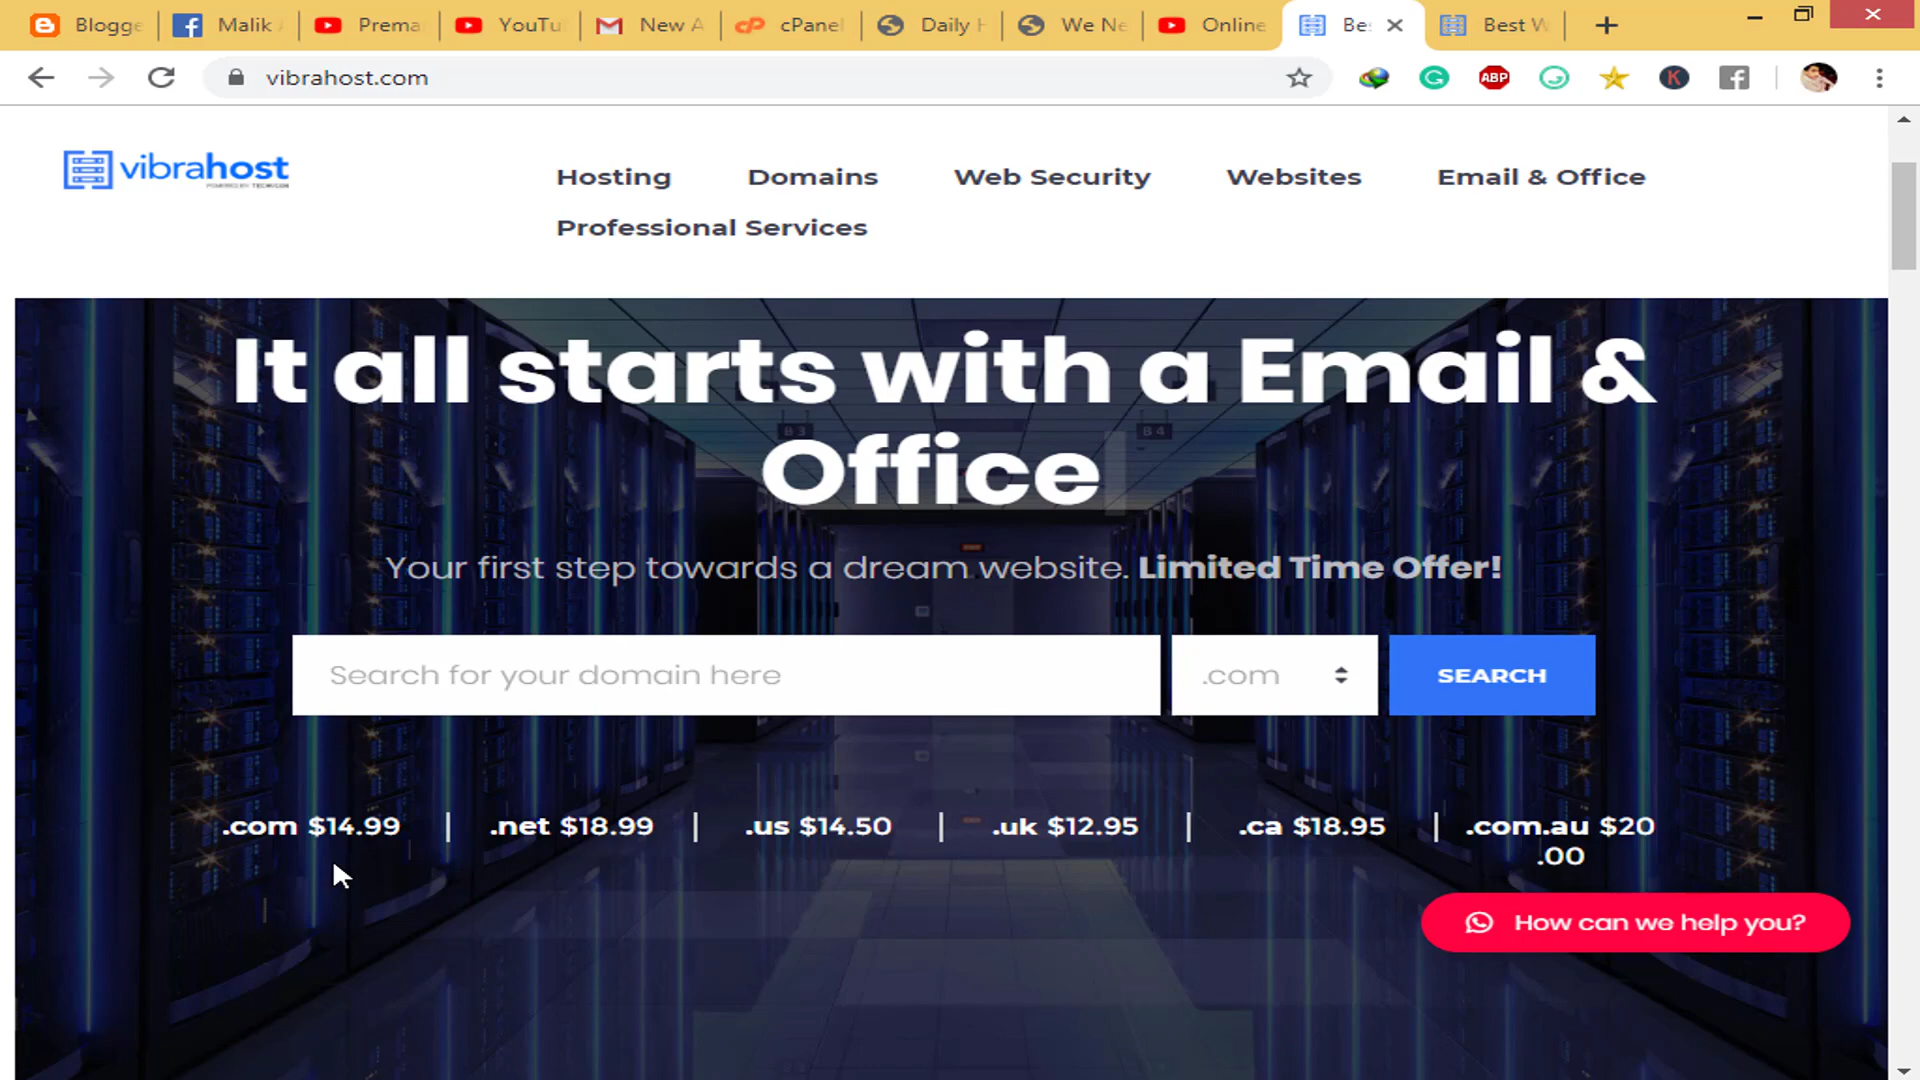 Blogge
Malik
Prema
YouTu
New A
cPanel
Daily H
We Ne
Online
Be
Best W
vibrahost.com
ABP
K
vibrahost
Hosting
Domains
Web Security
Websites
Email & Office
Professional Services
It all starts with a Email &
Office
B3
B4
Your first step towards a dream website. Limited Time Offer!
Search for your domain here
.com
SEARCH
.com $14.99 | .net $18.99 | .us $14.50 | .uk $12.95 | .ca $18.95 | .com.au $20
.00
How can we help you?